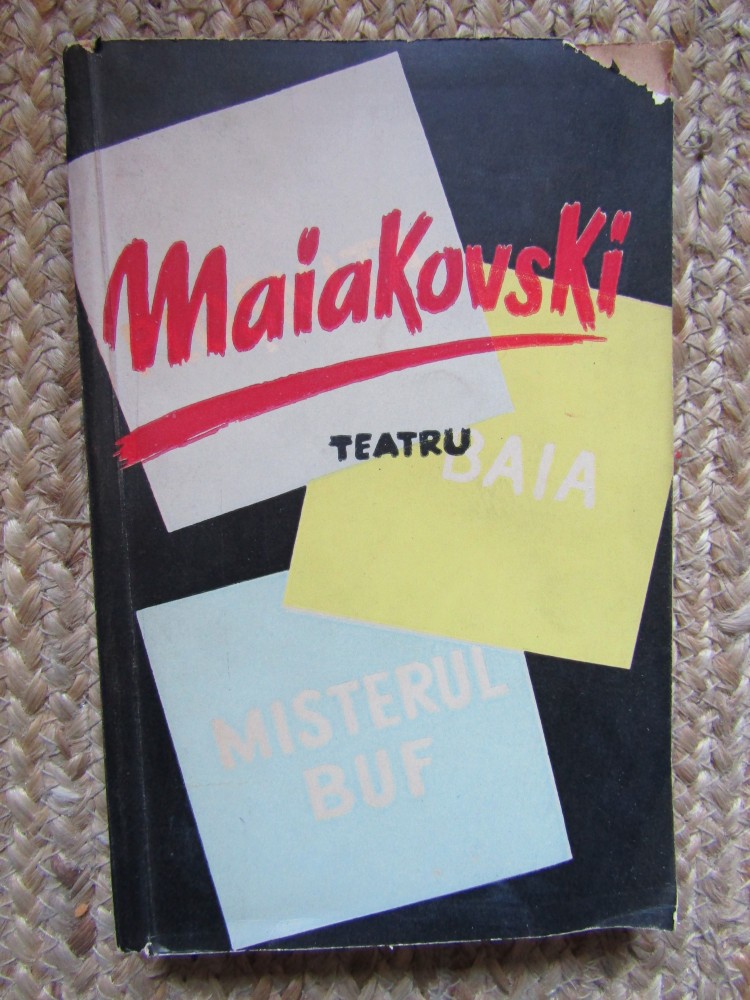 Maiakovski
TEATRU
BAIA
MISTERUL
BUF